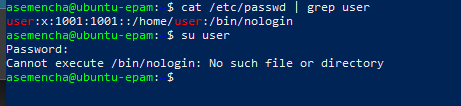 asemencha@ubuntu-epam:~$ cat /etc/passwd | grep user
user:x:1001:1001::/home/user:/bin/nologin
asemencha@ubuntu-epam:~$ su user
Password:
Cannot execute /bin/nologin: No such file or directory
asemencha@ubuntu-epam:~$